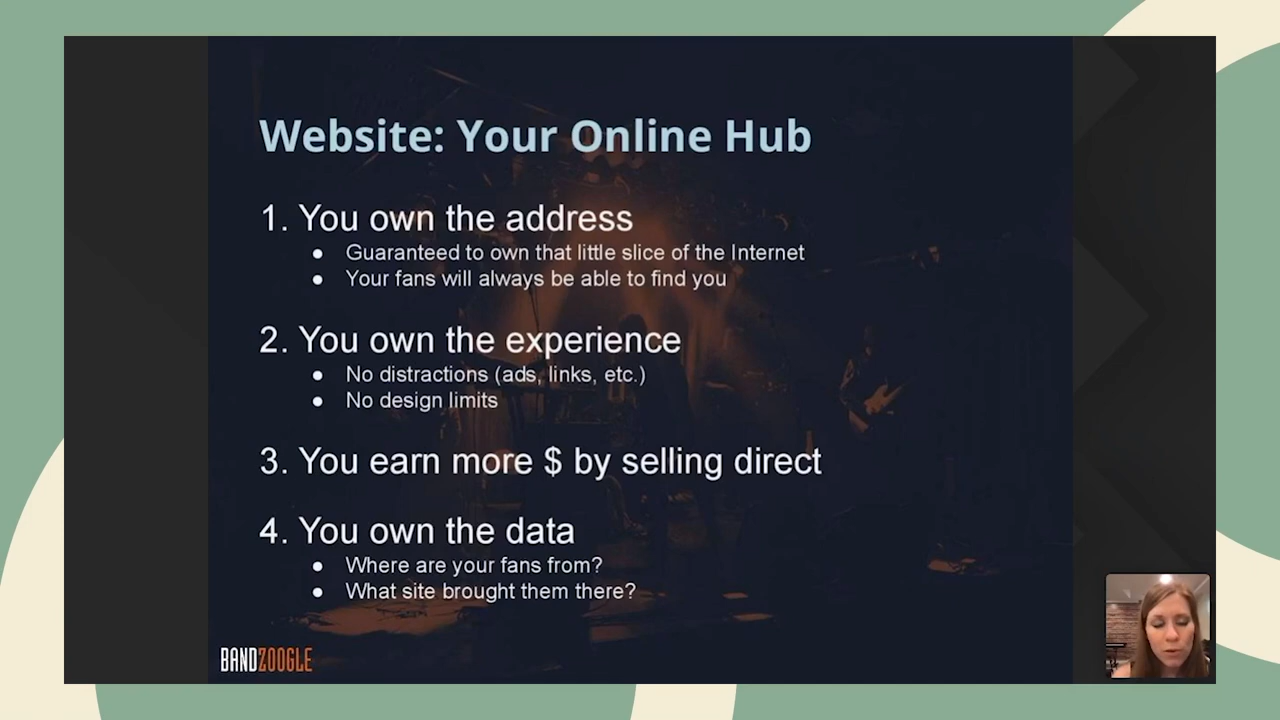 Website: Your Online Hub
1. You own the address
● Guaranteed to own that little slice of the Internet
● Your fans will always be able to find you
2. You own the experience
● No distractions (ads, links, etc.)
● No design limits
3. You earn more $ by selling direct
4. You own the data
● Where are your fans from?
● What site brought them there?
BANDZOOGLE